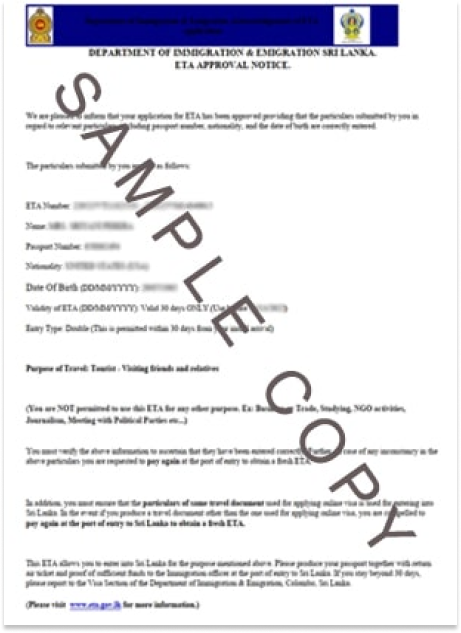 DEPARTMENT OF IMMIGRATION & EMIGRATION SRI LANKA.
ETA APPROVAL NOTICE.
We are pleased to inform that your application for ETA has been approved providing that the particulars submitted by you in
regard to relevant particulars including passport number, nationality, and the date of birth are correctly entered.
The particulars submitted by you are as follows:
ETA Number:
Name:
Passport Number:
Nationality:
Date Of Birth (DD/MM/YYYY):
Validity of ETA (DD/MM/YYYY): Valid 30 days ONLY
Entry Type: Double (This is permitted within 30 days from your initial arrival)
Purpose of Travel: Tourist - Visiting friends and relatives
(You are NOT permitted to use this ETA for any other purpose. Ex: Business or Trade, Studying, NGO activities,
Journalism, Meeting with Political Parties etc...)
You must verify the above information to ascertain that they have been entered correctly. case of any inconsistency in the
above particulars you are requested to pay again at the port of entry to obtain a fresh ETA.
In addition, you must ensure that the particulars of same travel document used for applying online visa is used for entering into
Sri Lanka. In the event if you produce a travel document other than the one used for applying online visa, you are compelled to
pay again at the port of entry to Sri Lanka to obtain a fresh ETA.
This ETA allows you to enter into Sri Lanka for the purpose mentioned above. Please produce your passport together with return
air ticket and proof of sufficient funds to the Immigration officer at the port of entry to Sri Lanka. If you stay beyond 30 days,
please report to the Visa Section of the Department of Immigration & Emigration, Colombo, Sri Lanka.
(Please visit www.eta.gov.lk for more information.)
SAMPLE COPY